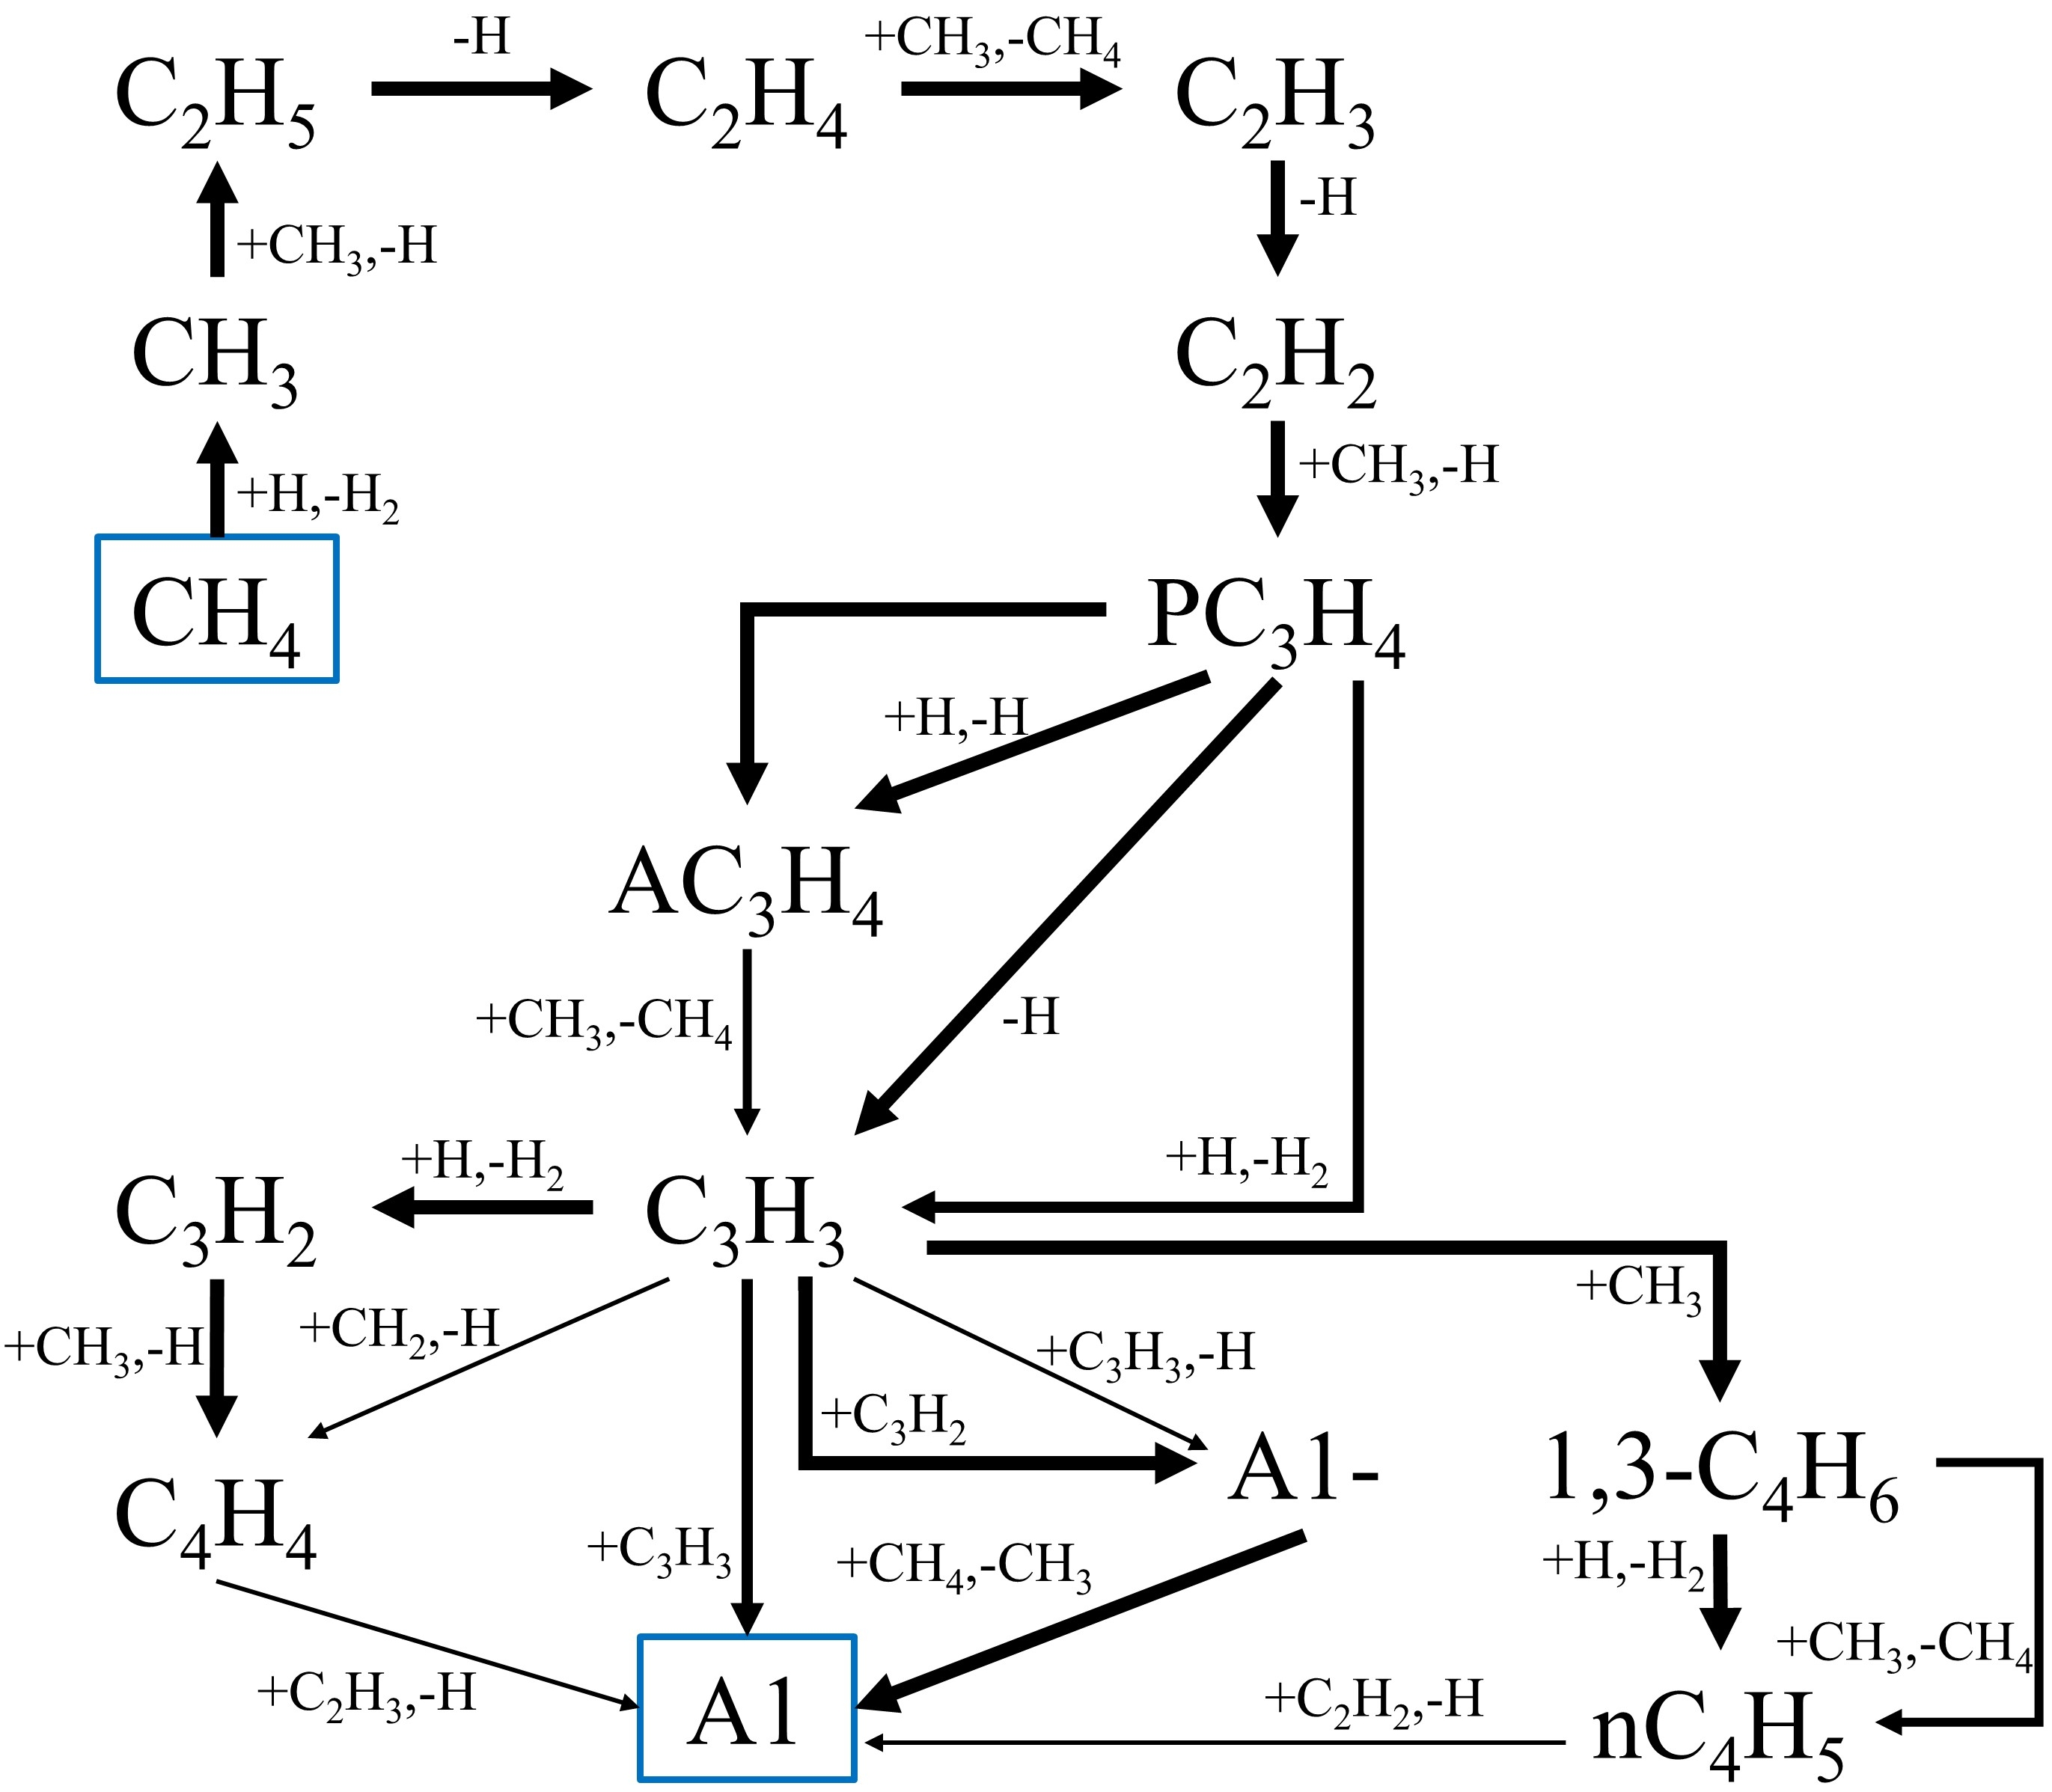 C2H5
-H
C2H4
+CH3,-CH4
C2H3
+CH3,-H
-H
CH3
C2H2
+H,-H2
+CH3,-H
CH4
PC3H4
+H,-H
AC3H4
+CH3,-CH4
-H
+H,-H2
+H,-H2
C3H2
C3H3
+CH3
+CH3,-H
+CH2,-H
+C3H3,-H
+C3H2
A1-
1,3-C4H6
C4H4
+C3H3
+CH4,-CH3
+H,-H2
+CH3,-CH4
+C2H3,-H
A1
+C2H2,-H
nC4H5